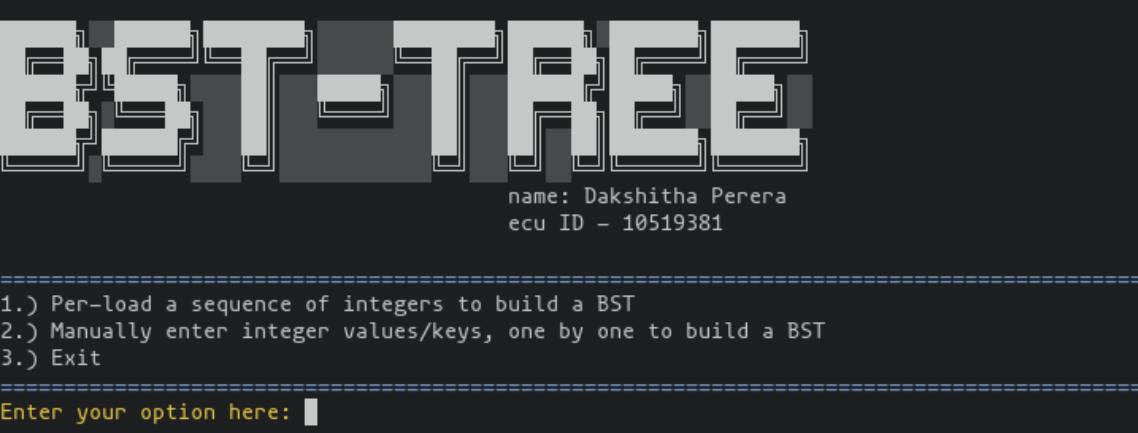 BST-TREE
name: Dakshitha Perera
ecu ID - 10519381
==========================================================================================
1.) Per-load a sequence of integers to build a BST
2.) Manually enter integer values/keys, one by one to build a BST
3.) Exit
==========================================================================================
Enter your option here: